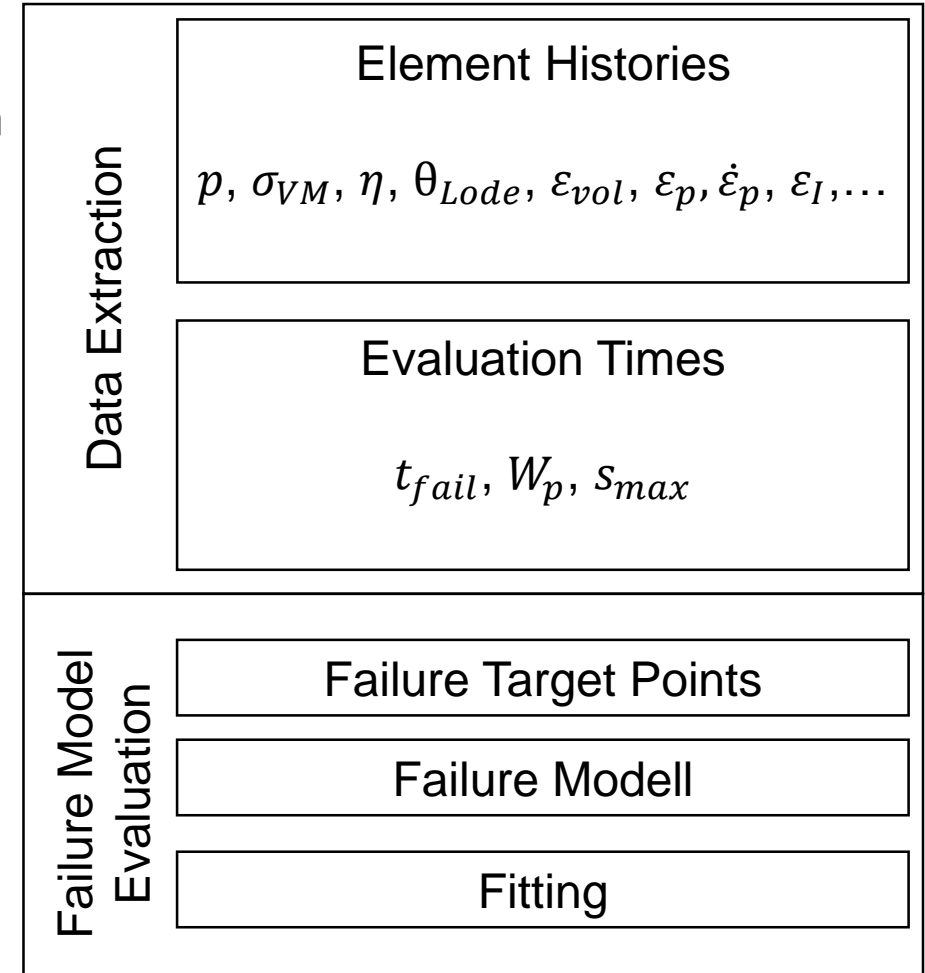 Data Extraction
Element Histories
p, σ_VM, η, θ_Lode, ε_vol, ε_p, ε̇_p, ε_I,…
Evaluation Times
t_fail, W_p, s_max
Failure Model
Evaluation
Failure Target Points
Failure Modell
Fitting